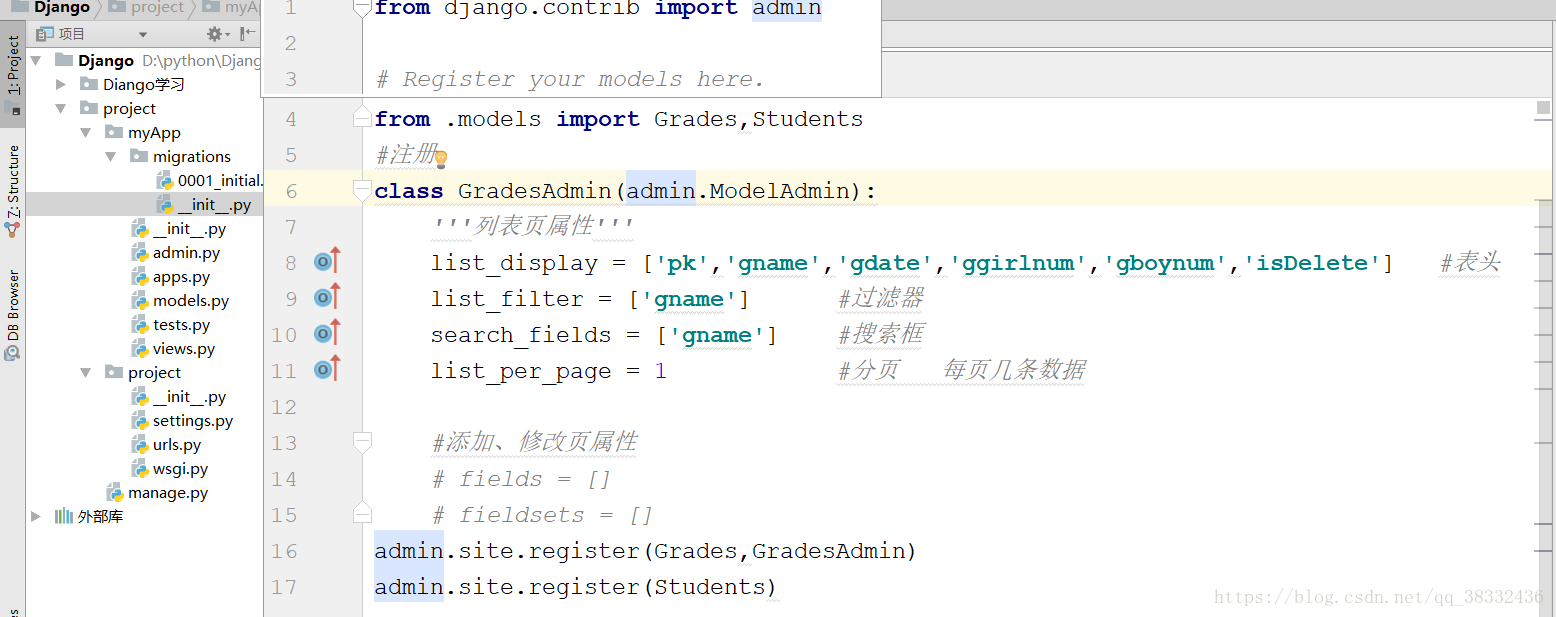 Django project myA
项目
1: Project
Z: Structure
DB Browser
Django D:\python\Djang
Diango学习
project
myApp
migrations
0001_initial.
__init__.py
__init__.py
admin.py
apps.py
models.py
tests.py
views.py
project
__init__.py
settings.py
urls.py
wsgi.py
manage.py
外部库
1 from django.contrib import admin
2
3 # Register your models here.
4 from .models import Grades,Students
5 #注册
6 class GradesAdmin(admin.ModelAdmin):
7 '''列表页属性'''
8 list_display = ['pk','gname','gdate','ggirlnum','gboynum','isDelete'] #表头
9 list_filter = ['gname'] #过滤器
10 search_fields = ['gname'] #搜索框
11 list_per_page = 1 #分页 每页几条数据
12
13 #添加、修改页属性
14 # fields = []
15 # fieldsets = []
16 admin.site.register(Grades,GradesAdmin)
17 admin.site.register(Students)
https://blog.csdn.net/qq_38332436